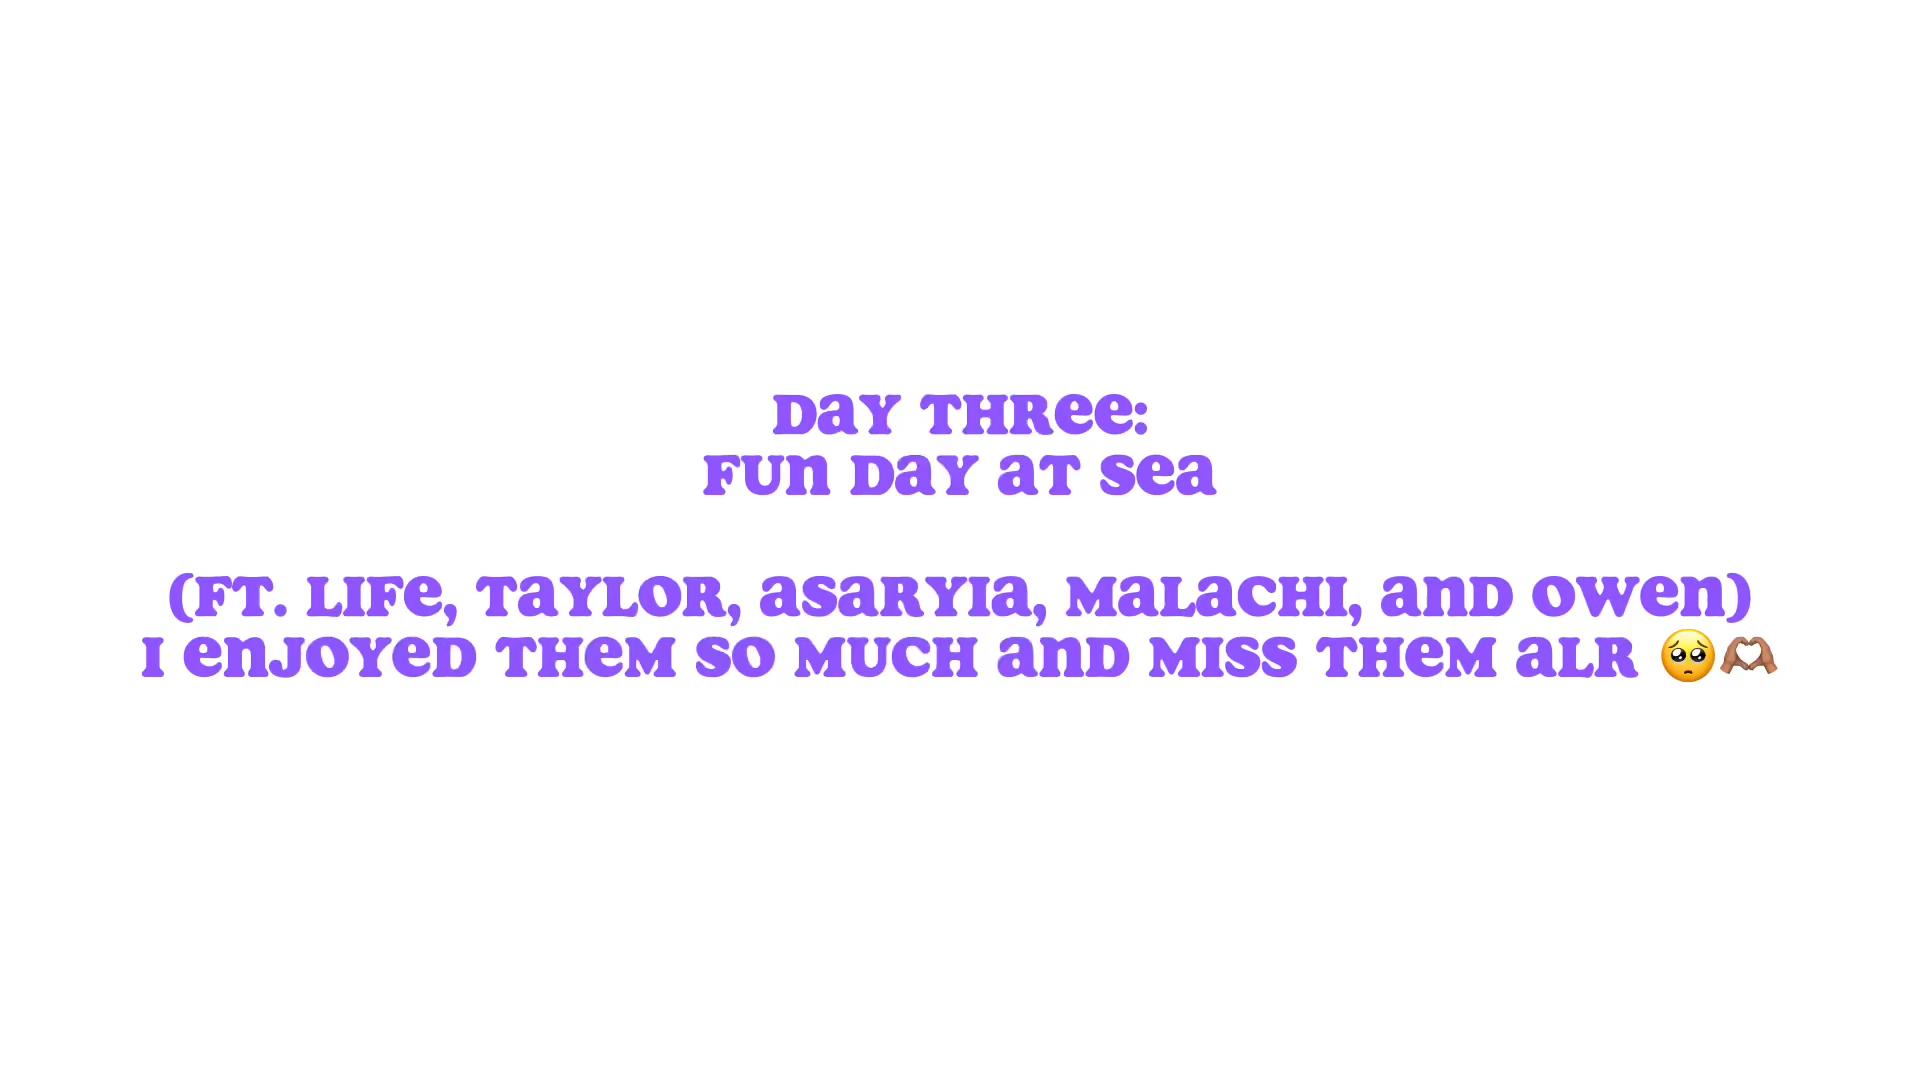 DAY THREE:
FUN DAY AT SEA
(FT. LIFE, TAYLOR, ASARYIA, MALACHI, AND OWEN)
I ENJOYED THEM SO MUCH AND MISS THEM ALR 🥺🫶🏽